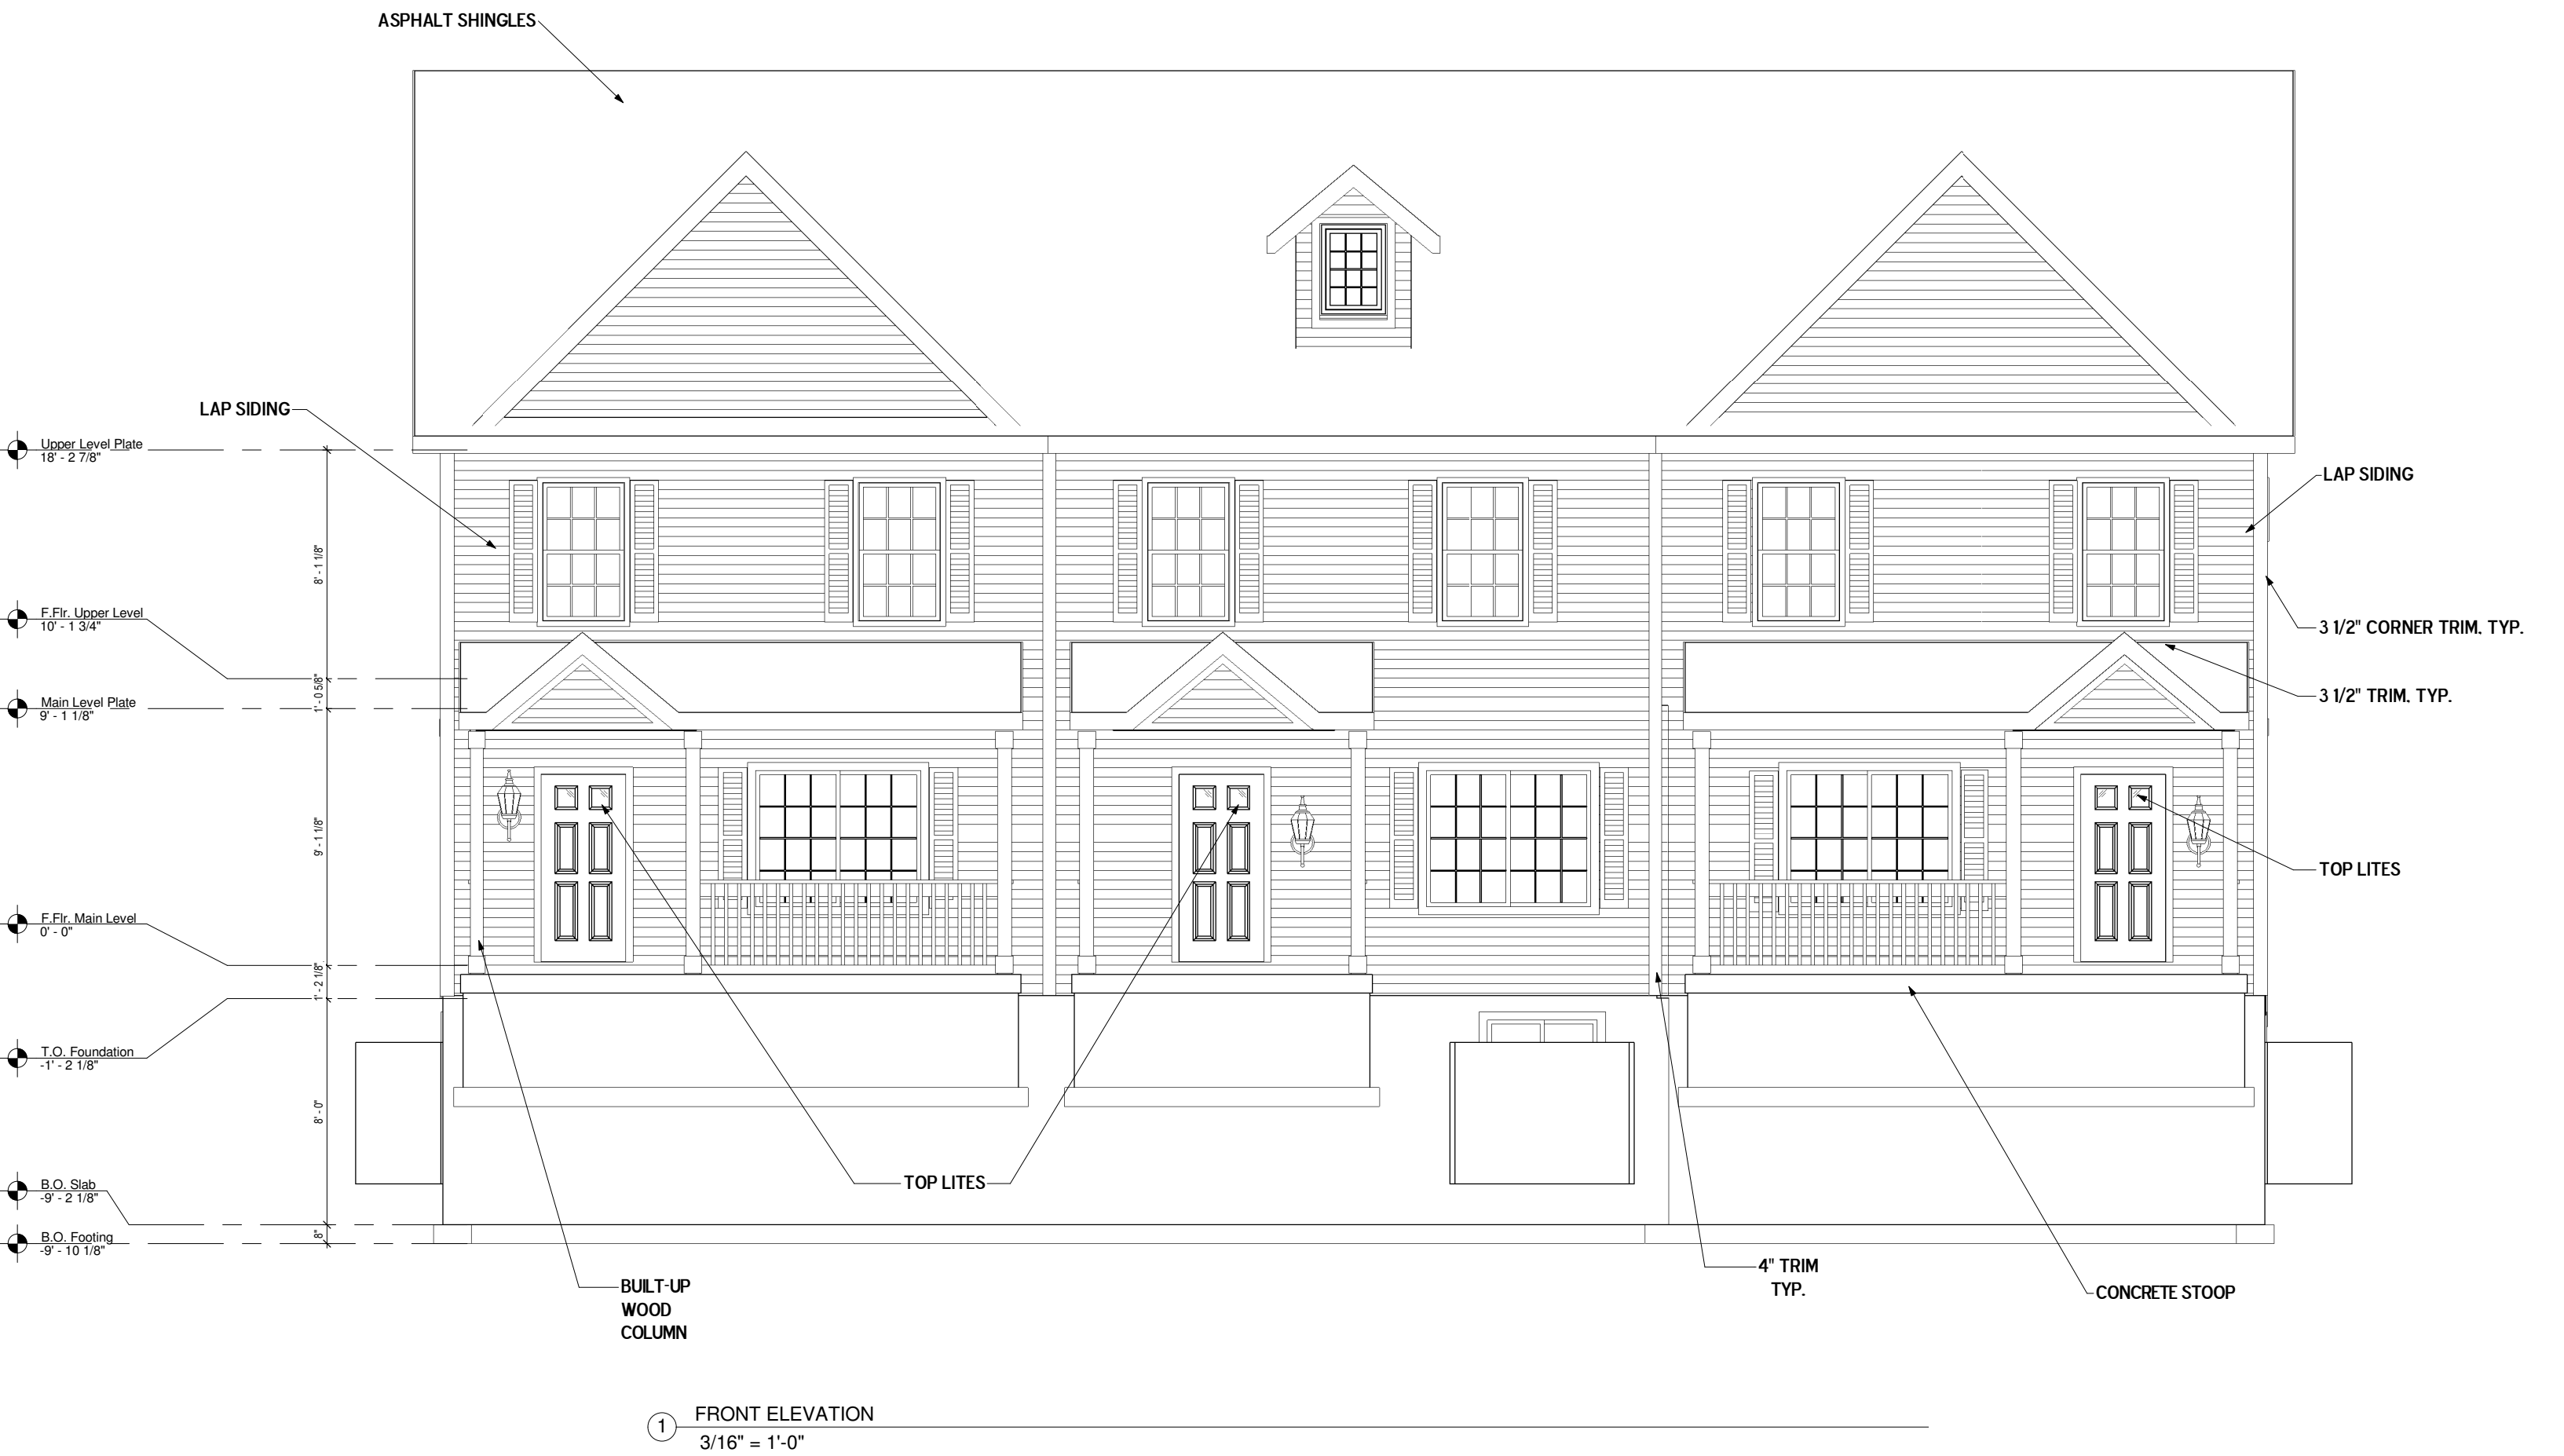 ASPHALT SHINGLES
LAP SIDING
Upper Level Plate
18' - 2 7/8"
LAP SIDING
8' - 1 1/8"
F.Flr. Upper Level
10' - 1 3/4"
3 1/2" CORNER TRIM, TYP.
1' - 0 5/8"
Main Level Plate
9' - 1 1/8"
3 1/2" TRIM, TYP.
9' - 1 1/8"
TOP LITES
F.Flr. Main Level
0' - 0"
1' - 2 1/8"
T.O. Foundation
-1' - 2 1/8"
8' - 0"
TOP LITES
B.O. Slab
-9' - 2 1/8"
8"
B.O. Footing
-9' - 10 1/8"
BUILT-UP
WOOD
COLUMN
4" TRIM
TYP.
CONCRETE STOOP
1
FRONT ELEVATION
3/16" = 1'-0"